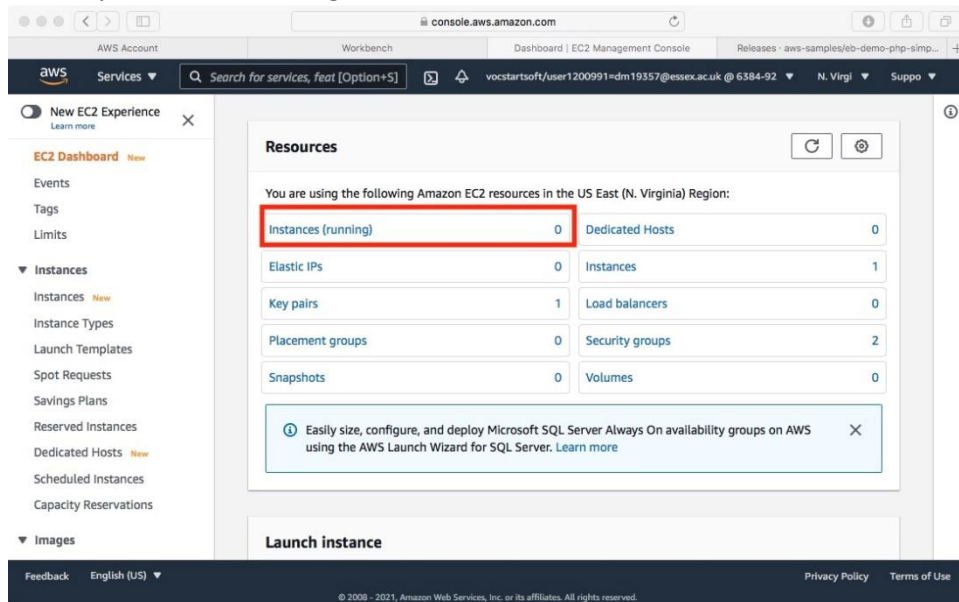 console.aws.amazon.com
AWS Account
Workbench
Dashboard | EC2 Management Console
Releases · aws-samples/eb-demo-php-simp...
aws
Services ▼
Search for services, feat [Option+S]
vocstartsoft/user1200991=dm19357@essex.ac.uk @ 6384-92 ▼
N. Virgi ▼
Suppo ▼
New EC2 Experience
Learn more
EC2 Dashboard New
Events
Tags
Limits
Instances
Instances New
Instance Types
Launch Templates
Spot Requests
Savings Plans
Reserved Instances
Dedicated Hosts New
Scheduled Instances
Capacity Reservations
Images
Resources
You are using the following Amazon EC2 resources in the US East (N. Virginia) Region:
Instances (running) 0
Dedicated Hosts 0
Elastic IPs 0
Instances 1
Key pairs 1
Load balancers 0
Placement groups 0
Security groups 2
Snapshots 0
Volumes 0
Easily size, configure, and deploy Microsoft SQL Server Always On availability groups on AWS
using the AWS Launch Wizard for SQL Server. Learn more
Launch instance
Feedback
English (US) ▼
Privacy Policy
Terms of Use
© 2008 - 2021, Amazon Web Services, Inc. or its affiliates. All rights reserved.